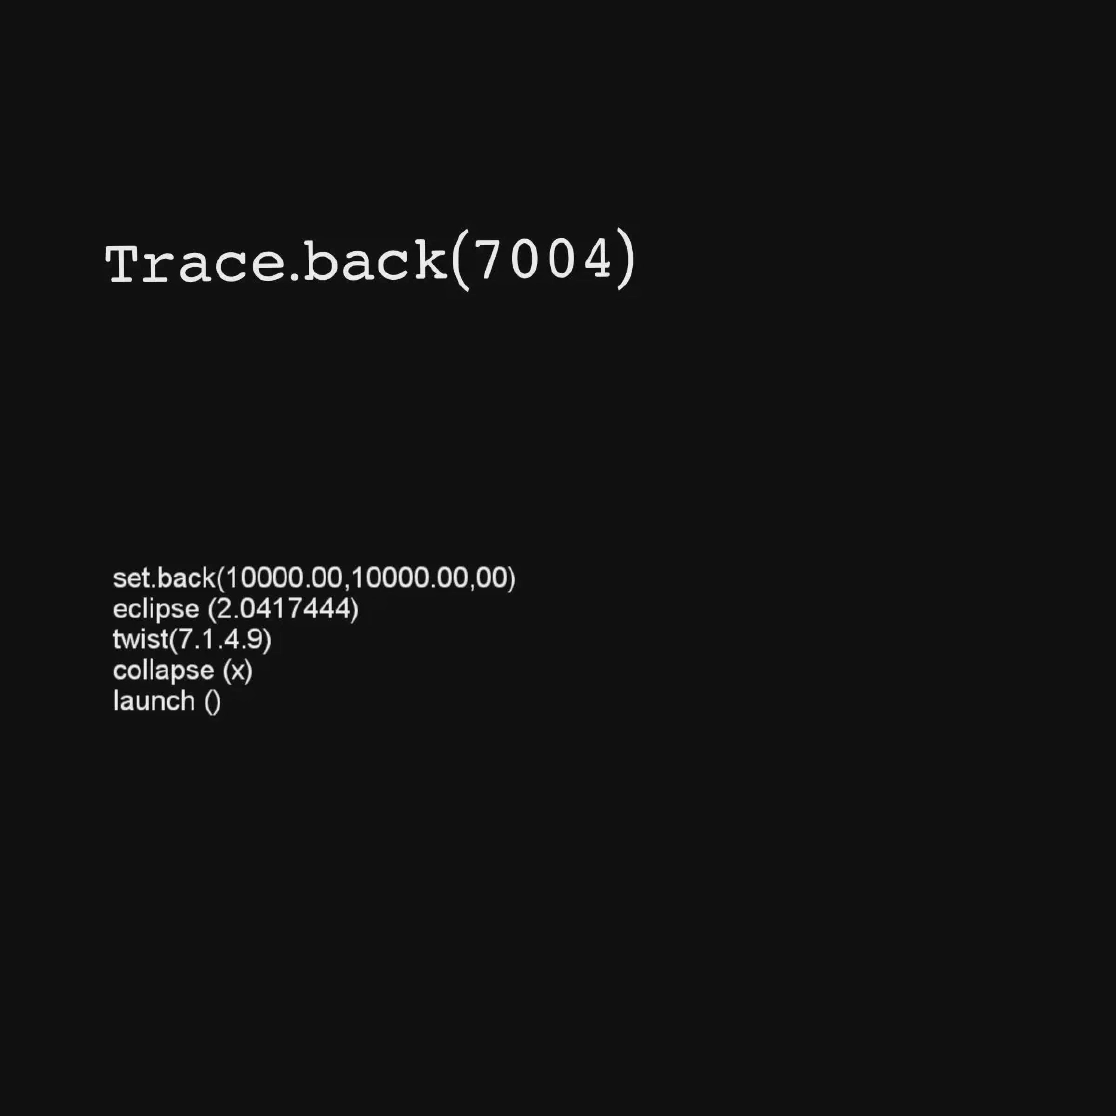 Trace.back(7004)
set.back(10000.00,10000.00,00)
eclipse (2.0417444)
twist(7.1.4.9)
collapse (x)
launch ()